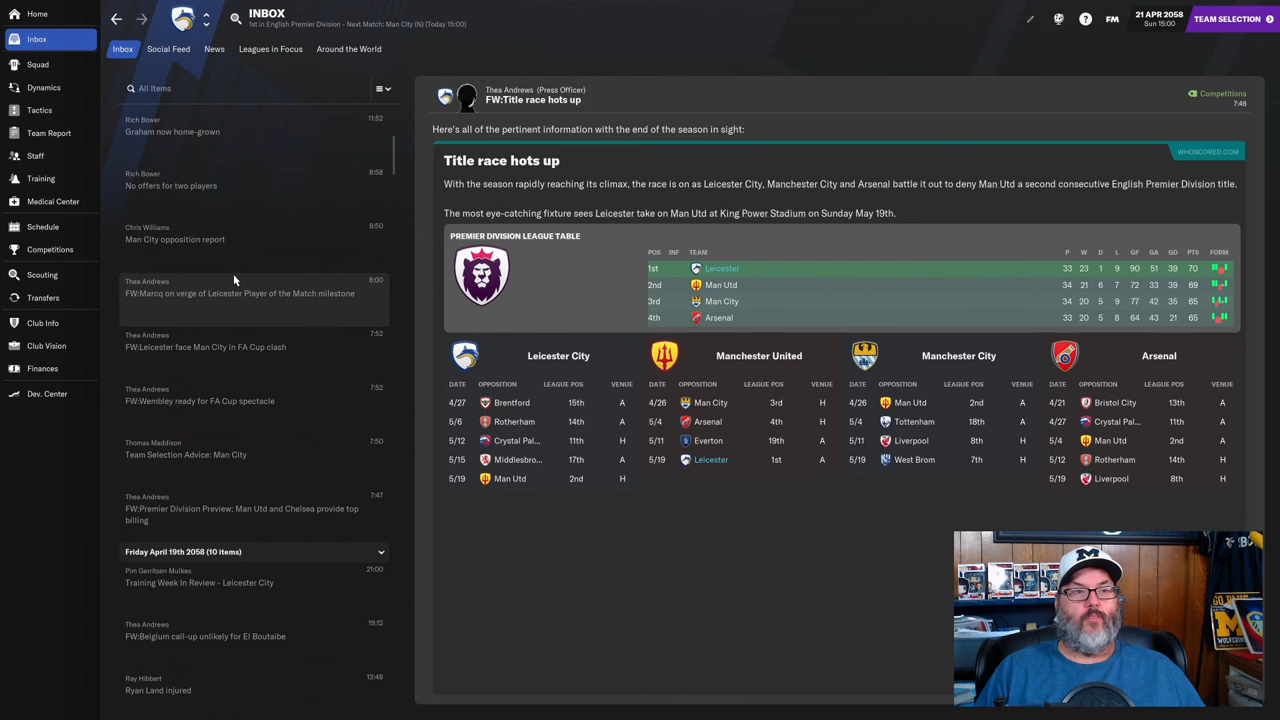 Home
INBOX
1st in English Premier Division - Next Match: Man City (N) (Today 15:00)
FM
21 APR 2058
Sun 15:00
TEAM SELECTION
Inbox
Squad
Dynamics
Tactics
Team Report
Staff
Training
Medical Center
Schedule
Competitions
Scouting
Transfers
Club Info
Club Vision
Finances
Dev. Center
Inbox
Social Feed
News
Leagues in Focus
Around the World
All Items
Rich Bower
11:52
Graham now home-grown
Rich Bower
8:58
No offers for two players
Chris Williams
8:50
Man City opposition report
Thea Andrews
8:00
FW:Marcq on verge of Leicester Player of the Match milestone
Thea Andrews
7:52
FW:Leicester face Man City in FA Cup clash
Thea Andrews
7:52
FW:Wembley ready for FA Cup spectacle
Thomas Maddison
7:50
Team Selection Advice: Man City
Thea Andrews
7:47
FW:Premier Division Preview: Man Utd and Chelsea provide top
billing
Friday April 19th 2058 (10 items)
Pim Gerritsen Mulkes
21:00
Training Week In Review - Leicester City
Thea Andrews
19:12
FW:Belgium call-up unlikely for El Boutaibe
Ray Hibbert
13:48
Ryan Land injured
Thea Andrews (Press Officer)
FW:Title race hots up
Competitions
7:46
Here's all of the pertinent information with the end of the season in sight:
Title race hots up
WHOSCORED.COM
With the season rapidly reaching its climax, the race is on as Leicester City, Manchester City and Arsenal battle it out to deny Man Utd a second consecutive English Premier Division title.
The most eye-catching fixture sees Leicester take on Man Utd at King Power Stadium on Sunday May 19th.
PREMIER DIVISION LEAGUE TABLE
POS INF TEAM P W D L GF GA GD PTS FORM
1st Leicester 33 23 1 9 90 51 39 70
2nd Man Utd 34 21 6 7 72 33 39 69
3rd Man City 34 20 5 9 77 42 35 65
4th Arsenal 33 20 5 8 64 43 21 65
Leicester City
DATE OPPOSITION LEAGUE POS VENUE
4/27 Brentford 15th A
5/6 Rotherham 14th A
5/12 Crystal Pal... 11th H
5/15 Middlesbro... 17th A
5/19 Man Utd 2nd H
Manchester United
DATE OPPOSITION LEAGUE POS VENUE
4/26 Man City 3rd H
5/4 Arsenal 4th H
5/11 Everton 19th A
5/19 Leicester 1st A
Manchester City
DATE OPPOSITION LEAGUE POS VENUE
4/26 Man Utd 2nd A
5/4 Tottenham 18th A
5/11 Liverpool 8th H
5/19 West Brom 7th H
Arsenal
DATE OPPOSITION LEAGUE POS VENUE
4/21 Bristol City 13th A
4/27 Crystal Pal... 11th A
5/4 Man Utd 2nd A
5/12 Rotherham 14th H
5/19 Liverpool 8th H
M
GO BLUE